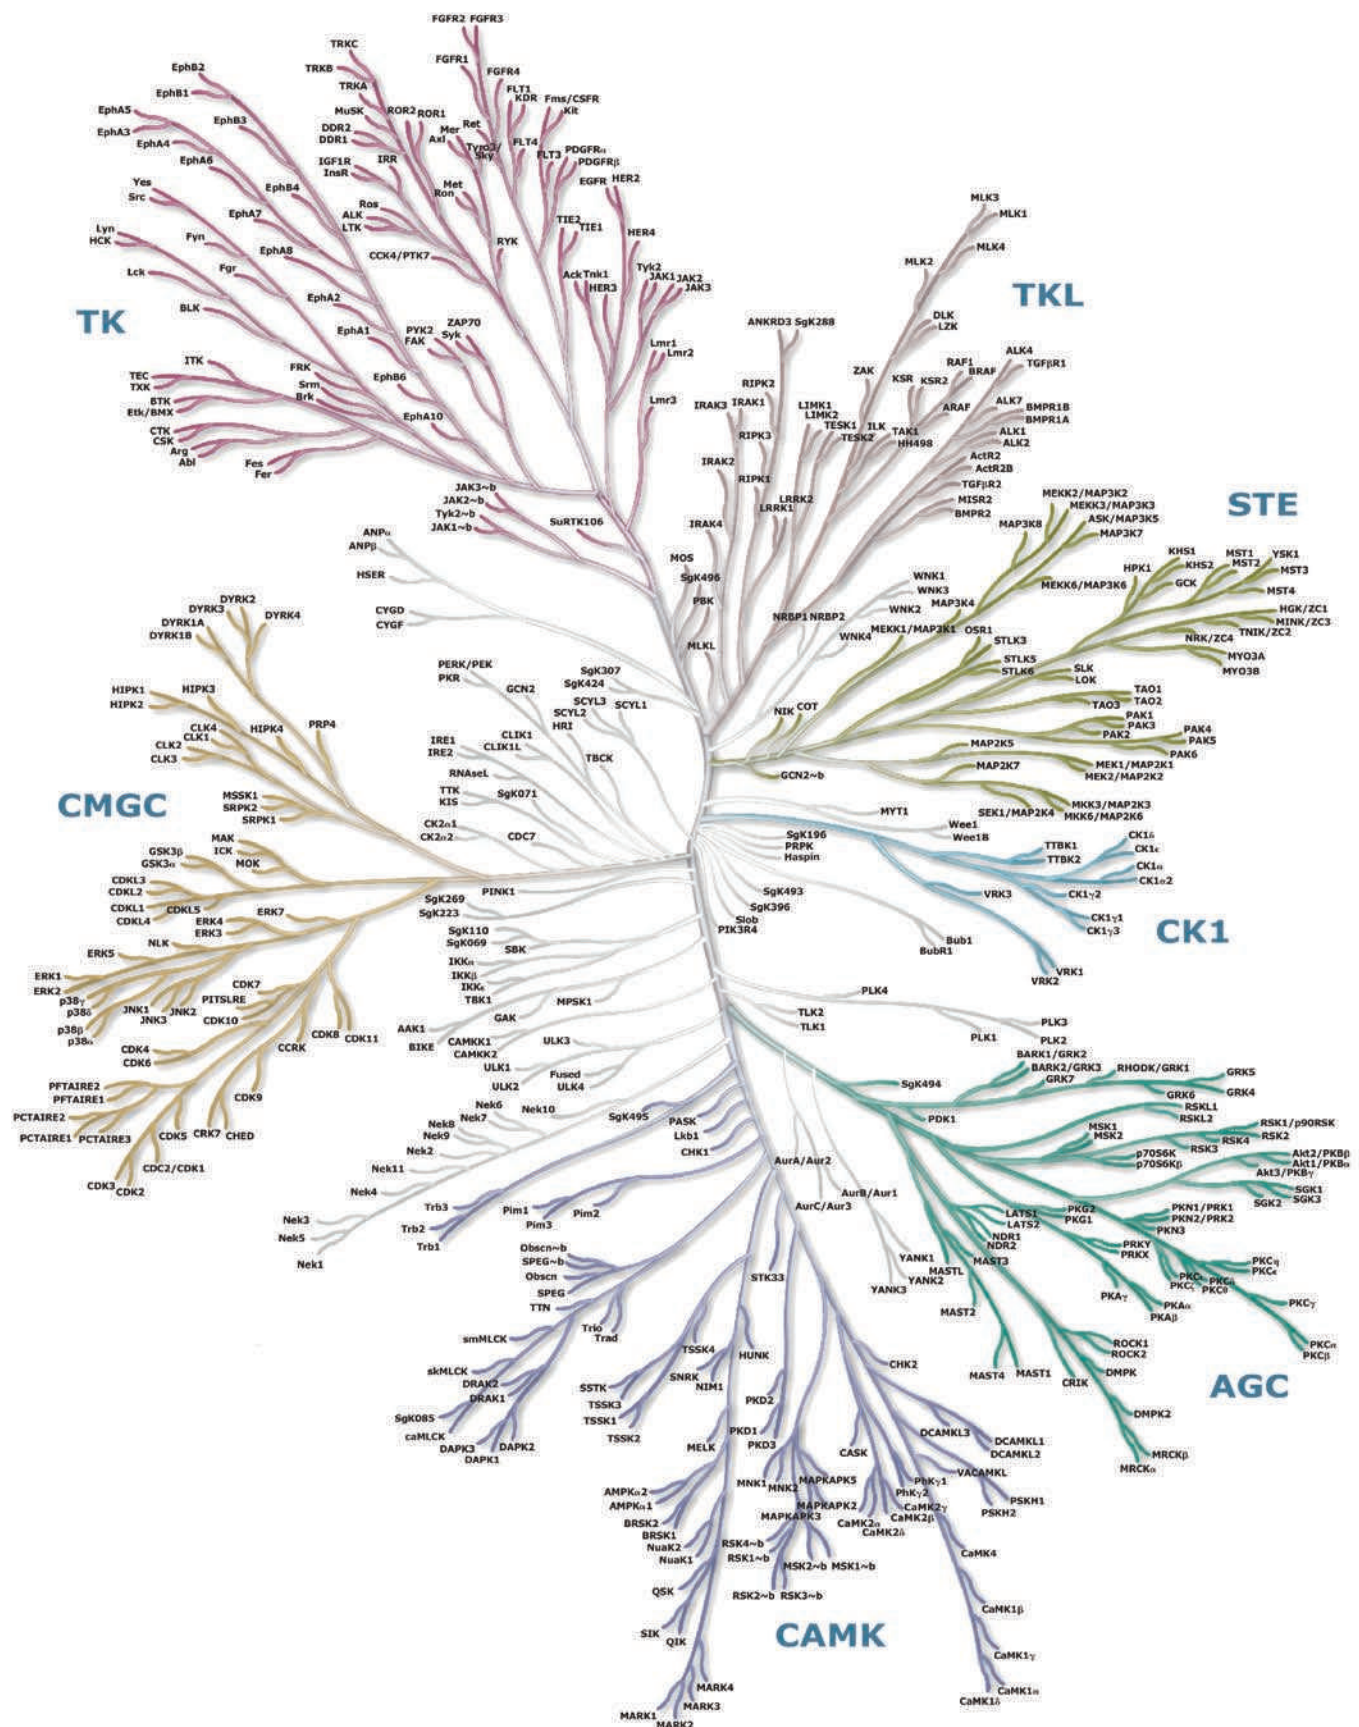 FGFR2 FGFR3
TRKC
TRKB
FGFR1
FGFR4
TRKA
EphB2
EphB1
FLT1
KDR
Fms/CSFR
Kit
EphA5
EphA3
EphB3
MuSK
ROR2
ROR1
Mer
Axl
Ret
Tyro3/
Sky
DDR2
DDR1
EphA4
EphA6
IRR
IGF1R
InsR
FLT4
FLT3
PDGFRα
PDGFRβ
EGFR
HER2
Yes
Src
EphB4
Met
Ron
Ros
ALK
LTK
EphA7
TIE2
TIE1
HER4
Lyn
HCK
Fyn
EphA8
CCK4/PTK7
RYK
Lck
Fgr
Ack
Tnk1
HER3
Tyk2
JAK1
JAK2
JAK3
BLK
EphA2
EphA1
PYK2
FAK
ZAP70
Syk
Lmr1
Lmr2
Lmr3
TK
ITK
TEC
TXK
BTK
Etk/BMX
CTK
CSK
Arg
Abl
Fes
Fer
FRK
Srm
Brk
EphB6
EphA10
JAK3~b
JAK2~b
Tyk2~b
JAK1~b
SuRTK106
MLK3
MLK1
MLK4
MLK2
TKL
DLK
LZK
ANKRD3 SgK288
ZAK
KSR
KSR2
RAF1
BRAF
ARAF
ALK4
TGFβR1
RIPK2
IRAK3
IRAK1
RIPK3
LIMK1
LIMK2
TESK1
TESK2
ILK
TAK1
HH498
ALK7
BMPR1B
BMPR1A
ALK1
ALK2
ActR2
ActR2B
TGFβR2
MISR2
BMPR2
IRAK2
RIPK1
LRRK2
LRRK1
IRAK4
MOS
SgK496
PBK
MLKL
NRBP1
NRBP2
WNK1
WNK3
WNK2
WNK4
STE
MEKK2/MAP3K2
MEKK3/MAP3K3
ASK/MAP3K5
MAP3K7
MAP3K8
MEKK6/MAP3K6
MAP3K4
MEKK1/MAP3K1
KHS1
KHS2
HPK1
GCK
MST1
MST2
YSK1
MST3
MST4
HGK/ZC1
MINK/ZC3
TNIK/ZC2
NRK/ZC4
MYO3A
MYO3B
OSR1
STLK3
STLK5
STLK6
SLK
LOK
TAO1
TAO2
TAO3
PAK1
PAK3
PAK2
PAK4
PAK5
PAK6
NIK
COT
GCN2~b
MAP2K5
MAP2K7
MEK1/MAP2K1
MEK2/MAP2K2
SEK1/MAP2K4
MKK3/MAP2K3
MKK6/MAP2K6
ANPα
ANPβ
HSER
CYGD
CYGF
DYRK2
DYRK3
DYRK4
DYRK1A
DYRK1B
HIPK1
HIPK2
HIPK3
HIPK4
PRP4
CLK4
CLK1
CLK2
CLK3
CMGC
MSSK1
SRPK2
SRPK1
MAK
ICK
MOK
GSK3β
GSK3α
CDKL3
CDKL2
CDKL1
CDKL4
CDKL5
ERK7
ERK4
ERK3
NLK
ERK5
ERK1
ERK2
p38γ
p38δ
p38β
p38α
JNK1
JNK3
JNK2
CDK7
PITSLRE
CDK10
CDK4
CDK6
CCRK
CDK8
CDK11
PFTAIRE2
PFTAIRE1
PCTAIRE2
PCTAIRE1
PCTAIRE3
CDK9
CDK5
CRK7
CHED
CDC2/CDK1
CDK3
CDK2
PERK/PEK
PKR
GCN2
SgK307
SgK424
SCYL3
SCYL2
SCYL1
HRI
IRE1
IRE2
CLIK1
CLIK1L
TBCK
RNAseL
TTK
KIS
SgK071
CK2α1
CK2α2
CDC7
PINK1
SgK269
SgK223
SgK110
SgK069
SBK
IKKα
IKKβ
IKKε
TBK1
MPSK1
GAK
AAK1
BIKE
CAMKK1
CAMKK2
ULK3
ULK1
ULK2
Fused
ULK4
Nek6
Nek7
Nek10
Nek8
Nek9
Nek2
Nek11
Nek4
Nek3
Nek5
Nek1
SgK495
PASK
Lkb1
CHK1
MYT1
Wee1
Wee1B
SgK196
PRPK
Haspin
SgK493
SgK396
Slob
PIK3R4
Bub1
BubR1
TTBK1
TTBK2
CK1δ
CK1ε
CK1α
CK1α2
CK1γ2
CK1γ1
CK1γ3
VRK3
VRK1
VRK2
CK1
PLK4
PLK3
PLK1
PLK2
TLK2
TLK1
SgK494
PDK1
BARK1/GRK2
BARK2/GRK3
GRK7
RHODK/GRK1
GRK5
GRK6
GRK4
RSKL1
RSKL2
MSK1
MSK2
RSK1/p90RSK
RSK4
RSK2
RSK3
p70S6K
p70S6Kβ
Akt2/PKBβ
Akt1/PKBα
Akt3/PKBγ
SGK1
SGK3
SGK2
LATS1
LATS2
NDR1
NDR2
PKG2
PKG1
PKN1/PRK1
PKN2/PRK2
PKN3
PRKY
PRKX
MASTL
MAST3
MAST2
MAST4
MAST1
PKAγ
PKAα
PKAβ
PKCη
PKCε
PKCι
PKCζ
PKCδ
PKCθ
PKCγ
PKCα
PKCβ
AGC
ROCK1
ROCK2
DMPK
CRIK
DMPK2
MRCKβ
MRCKα
AurA/Aur2
AurB/Aur1
AurC/Aur3
YANK1
YANK2
YANK3
Trb3
Trb2
Trb1
Pim1
Pim3
Pim2
Obscn~b
SPEG~b
Obscn
SPEG
TTN
Trio
Trad
STK33
smMLCK
skMLCK
DRAK2
DRAK1
SgK085
caMLCK
DAPK3
DAPK1
DAPK2
TSSK4
HUNK
SNRK
NIM1
SSTK
TSSK3
TSSK1
TSSK2
PKD2
PKD1
PKD3
MELK
CHK2
CASK
DCAMKL3
DCAMKL1
DCAMKL2
VACAMKL
PhKγ1
PhKγ2
PSKH1
PSKH2
MNK1
MNK2
MAPKAPK5
MAPKAPK2
MAPKAPK3
CaMK2γ
CaMK2β
CaMK2α
CaMK2δ
AMPKα2
AMPKα1
BRSK2
BRSK1
NuaK2
NuaK1
RSK4~b
RSK1~b
MSK2~b
MSK1~b
RSK2~b
RSK3~b
CaMK4
QSK
SIK
QIK
CaMK1β
CAMK
CaMK1γ
CaMK1α
CaMK1δ
MARK4
MARK3
MARK1
MARK2